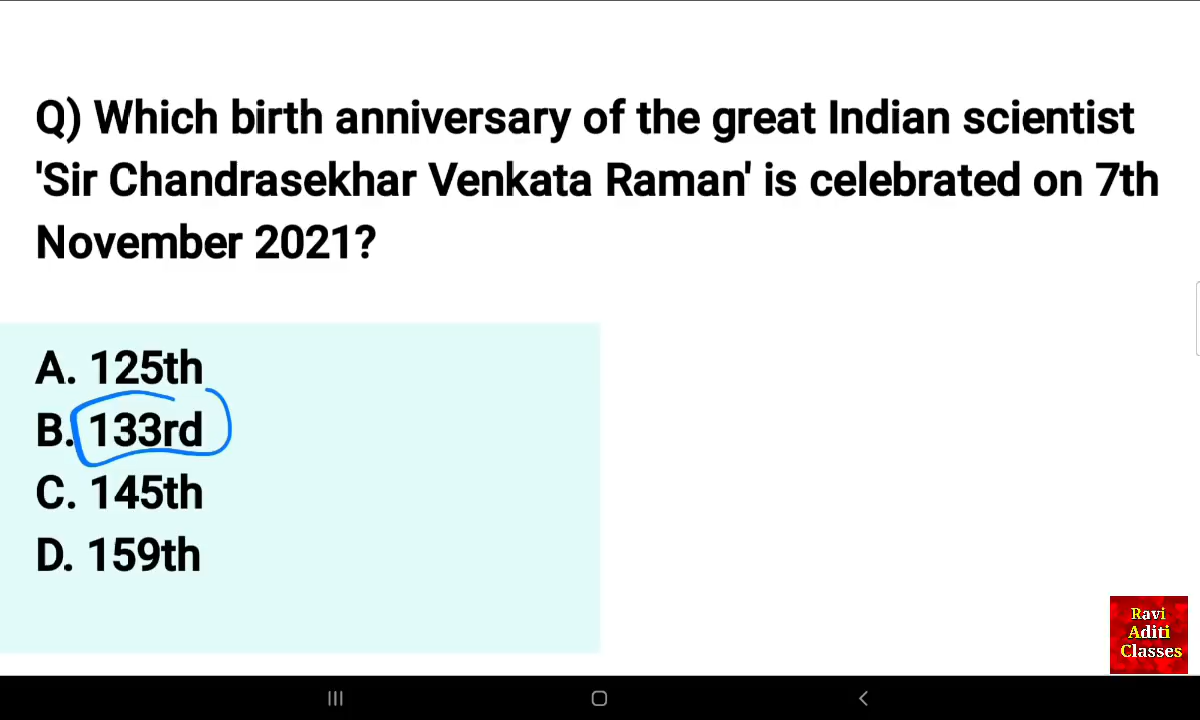 Q) Which birth anniversary of the great Indian scientist
'Sir Chandrasekhar Venkata Raman' is celebrated on 7th
November 2021?
A. 125th
B. 133rd
C. 145th
D. 159th
Ravi
Aditi
Classes